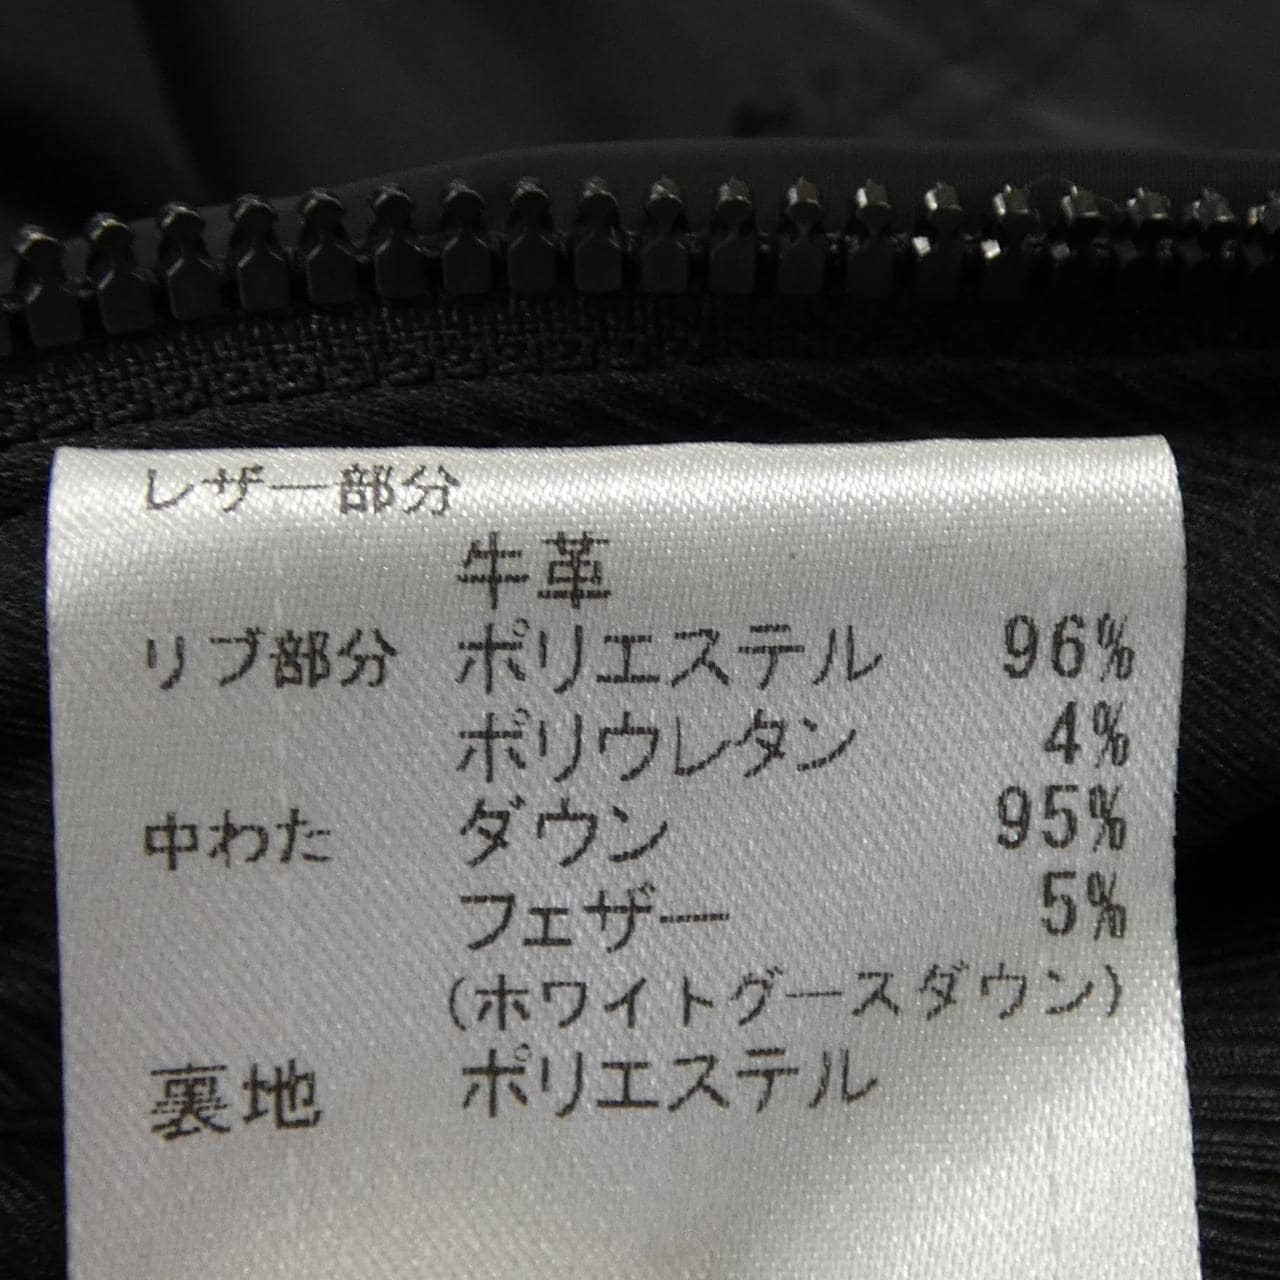 レザー部分
牛革
リブ部分 ポリエステル 96%
ポリウレタン 4%
中わた ダウン 95%
フェザー 5%
(ホワイトグースダウン)
裏地 ポリエステル